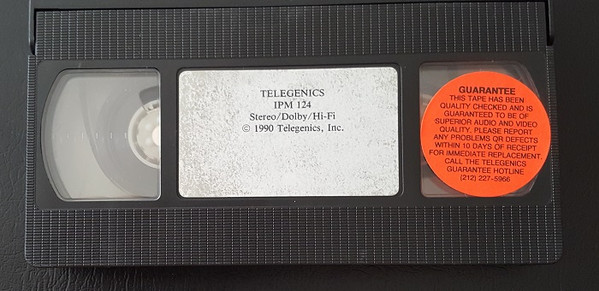 TELEGENICS
IPM 124
Stereo/Dolby/Hi-Fi
© 1990 Telegenics, Inc.
GUARANTEE
THIS TAPE HAS BEEN
QUALITY CHECKED AND IS
GUARANTEED TO BE OF
SUPERIOR AUDIO AND VIDEO
QUALITY, PLEASE REPORT
ANY PROBLEMS OR DEFECTS
WITHIN 10 DAYS OF RECEIPT
FOR IMMEDIATE REPLACEMENT.
CALL THE TELEGENICS
GUARANTEE HOTLINE
(212) 227-5966